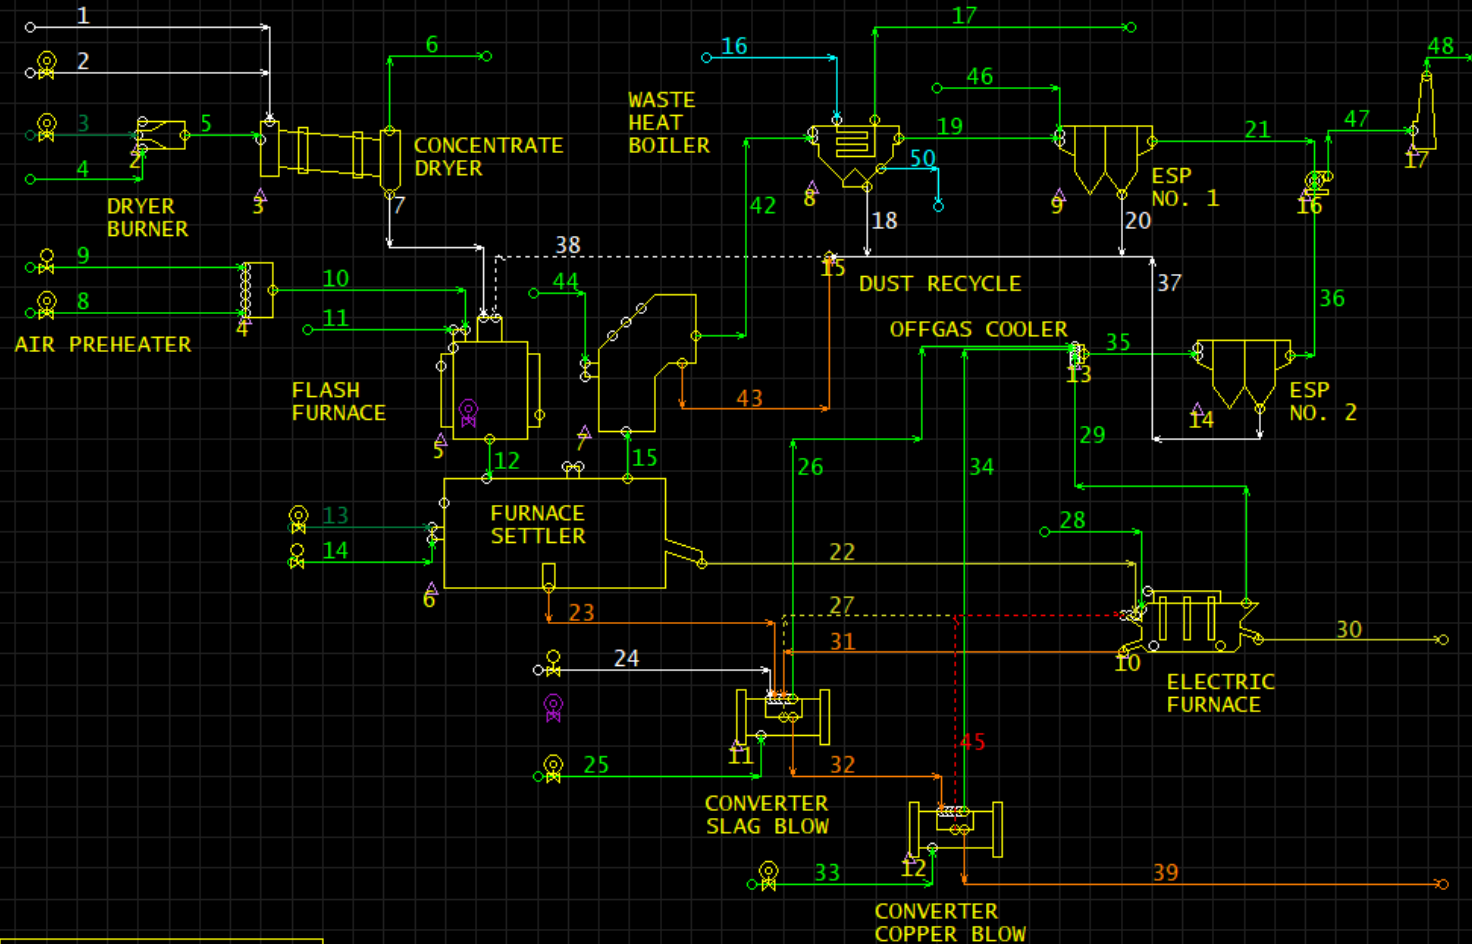 1
17
6
48
16
2
46
WASTE
HEAT
BOILER
47
3
5
19
21
CONCENTRATE
DRYER
2
50
17
4
ESP
NO. 1
8
3
7
42
9
16
DRYER
BURNER
18
20
38
9
15
10
44
DUST RECYCLE
37
36
8
11
4
OFFGAS COOLER
AIR PREHEATER
35
13
FLASH
FURNACE
43
ESP
NO. 2
14
29
5
7
12
15
26
34
FURNACE
SETTLER
13
28
14
22
6
23
27
31
30
24
10
ELECTRIC
FURNACE
45
11
25
32
CONVERTER
SLAG BLOW
12
33
39
CONVERTER
COPPER BLOW